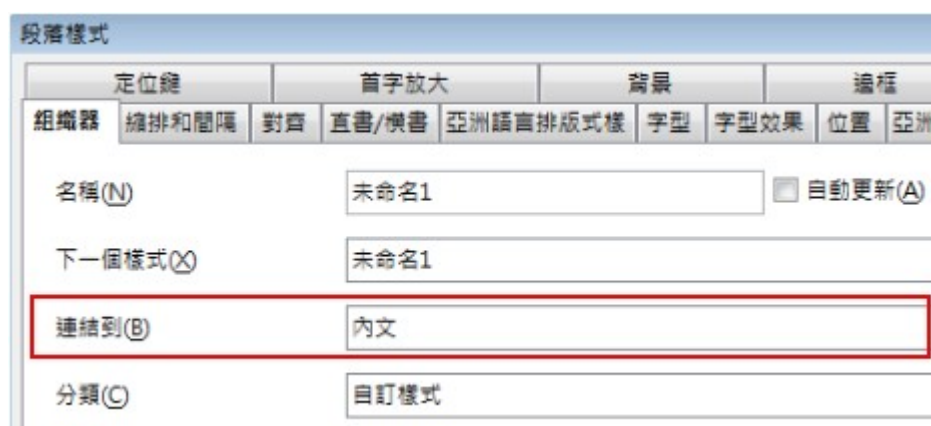 段落樣式
定位鍵 首字放大 背景 邊框
組織器 縮排和間隔 對齊 直書/橫書 亞洲語言排版式樣 字型 字型效果 位置 亞洲
名稱(N) 未命名1 自動更新(A)
下一個樣式(X) 未命名1
連結到(B) 內文
分類(C) 自訂樣式